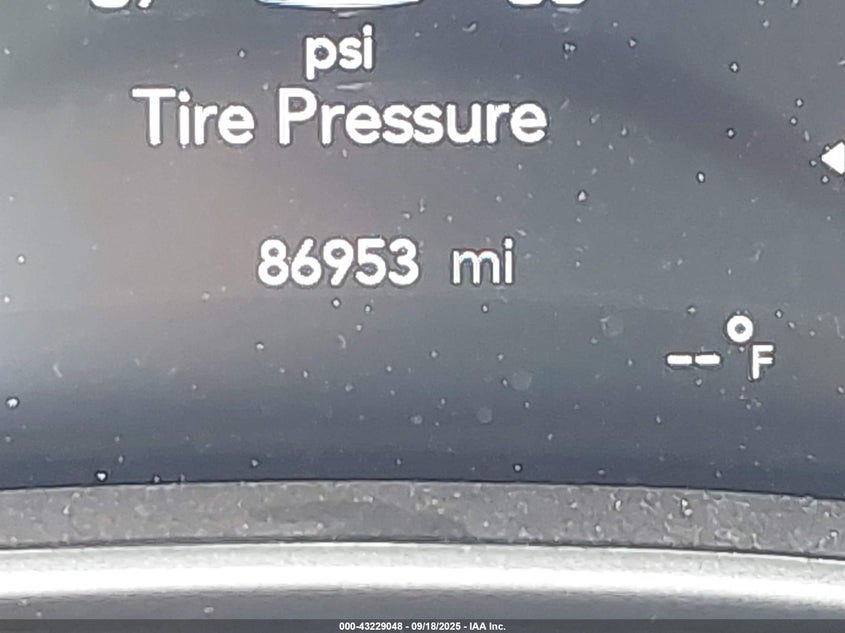 psi
Tire Pressure
86953 mi
--°F
000-43229048 - 09/18/2025 - IAA Inc.